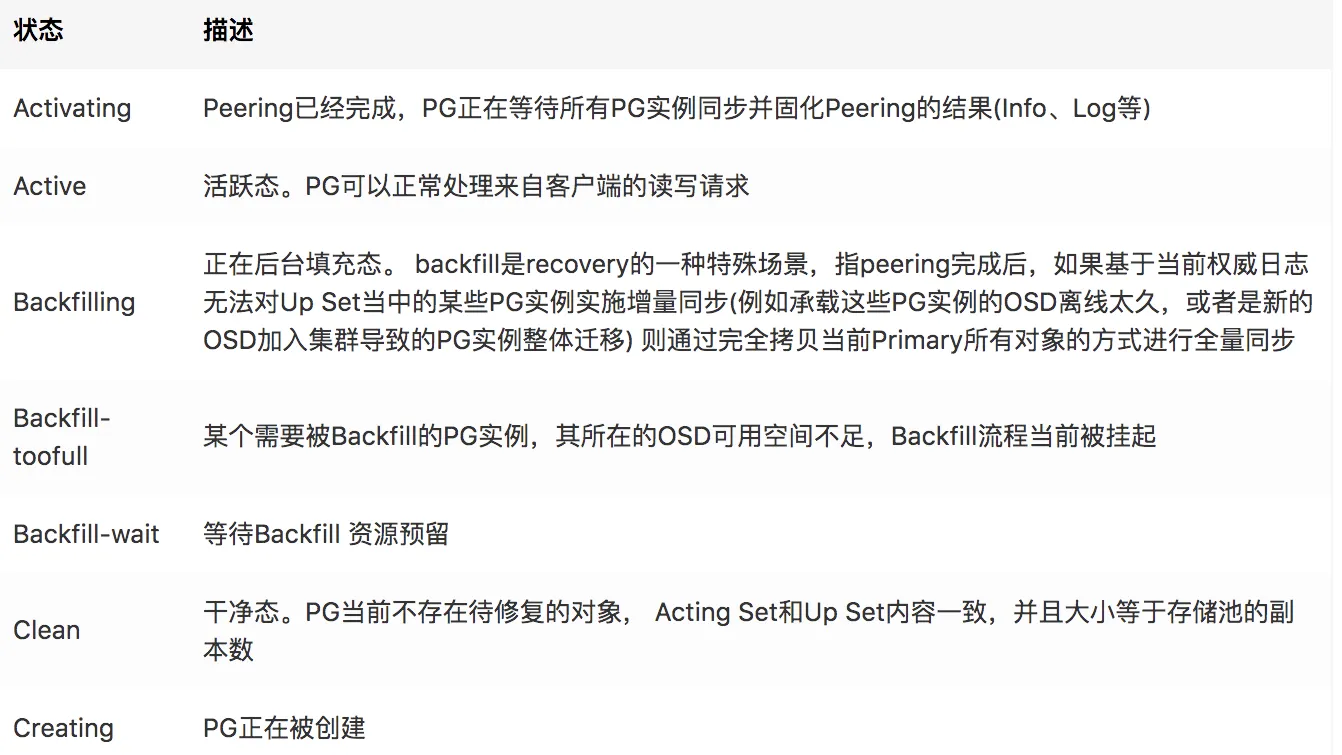 状态 描述
Activating Peering已经完成，PG正在等待所有PG实例同步并固化Peering的结果(Info、Log等)
Active 活跃态。PG可以正常处理来自客户端的读写请求
Backfilling 正在后台填充态。 backfill是recovery的一种特殊场景，指peering完成后，如果基于当前权威日志
无法对Up Set当中的某些PG实例实施增量同步(例如承载这些PG实例的OSD离线太久，或者是新的
OSD加入集群导致的PG实例整体迁移) 则通过完全拷贝当前Primary所有对象的方式进行全量同步
Backfill-
toofull 某个需要被Backfill的PG实例，其所在的OSD可用空间不足，Backfill流程当前被挂起
Backfill-wait 等待Backfill 资源预留
Clean 干净态。PG当前不存在待修复的对象， Acting Set和Up Set内容一致，并且大小等于存储池的副
本数
Creating PG正在被创建